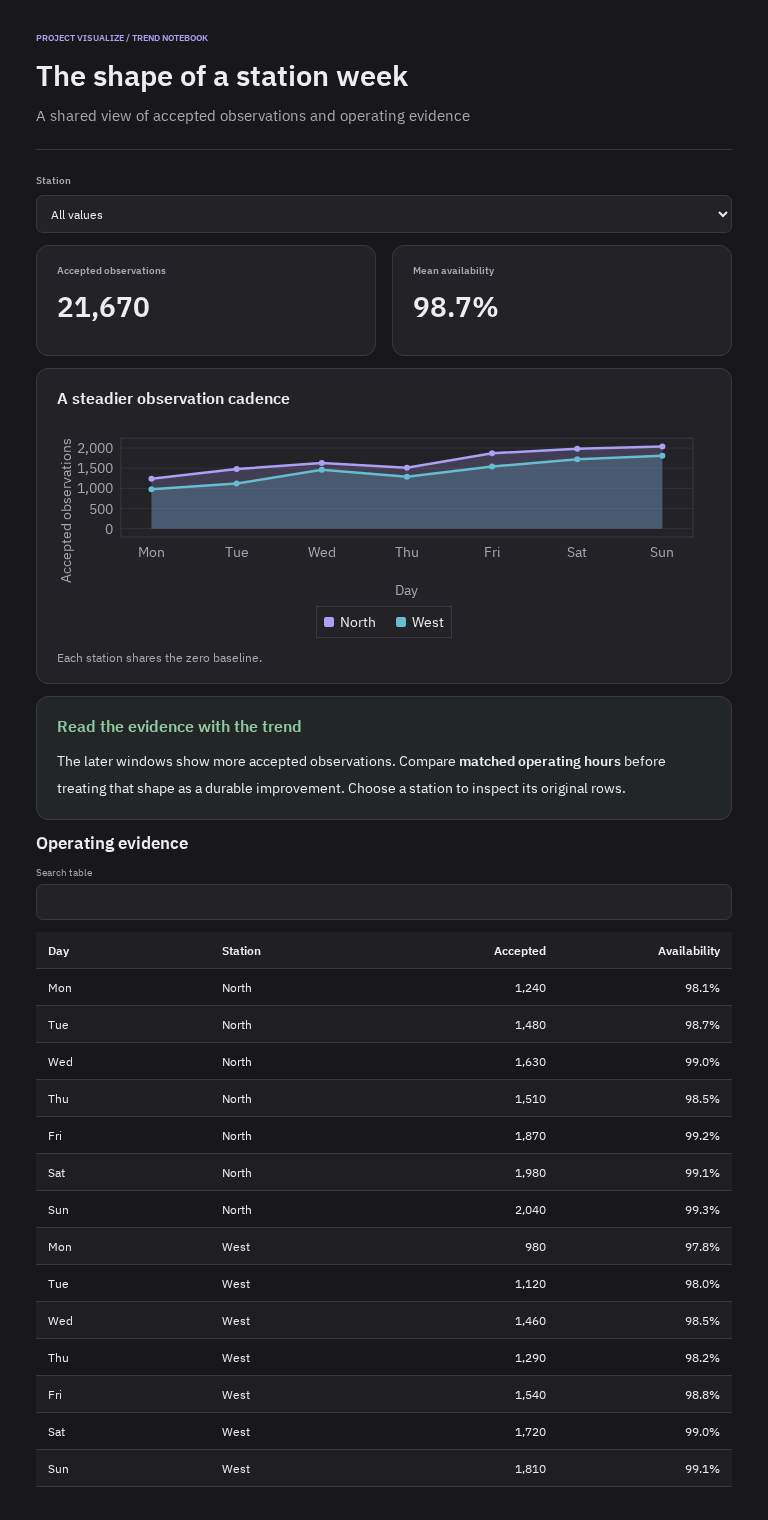 PROJECT VISUALIZE / TREND NOTEBOOK
The shape of a station week
A shared view of accepted observations and operating evidence
Station
All values
Accepted observations
21,670
Mean availability
98.7%
A steadier observation cadence
Accepted observations
2,000
1,500
1,000
500
0
Mon Tue Wed Thu Fri Sat Sun
Day
North West
Each station shares the zero baseline.
Read the evidence with the trend
The later windows show more accepted observations. Compare matched operating hours before
treating that shape as a durable improvement. Choose a station to inspect its original rows.
Operating evidence
Search table
Day Station Accepted Availability
Mon North 1,240 98.1%
Tue North 1,480 98.7%
Wed North 1,630 99.0%
Thu North 1,510 98.5%
Fri North 1,870 99.2%
Sat North 1,980 99.1%
Sun North 2,040 99.3%
Mon West 980 97.8%
Tue West 1,120 98.0%
Wed West 1,460 98.5%
Thu West 1,290 98.2%
Fri West 1,540 98.8%
Sat West 1,720 99.0%
Sun West 1,810 99.1%